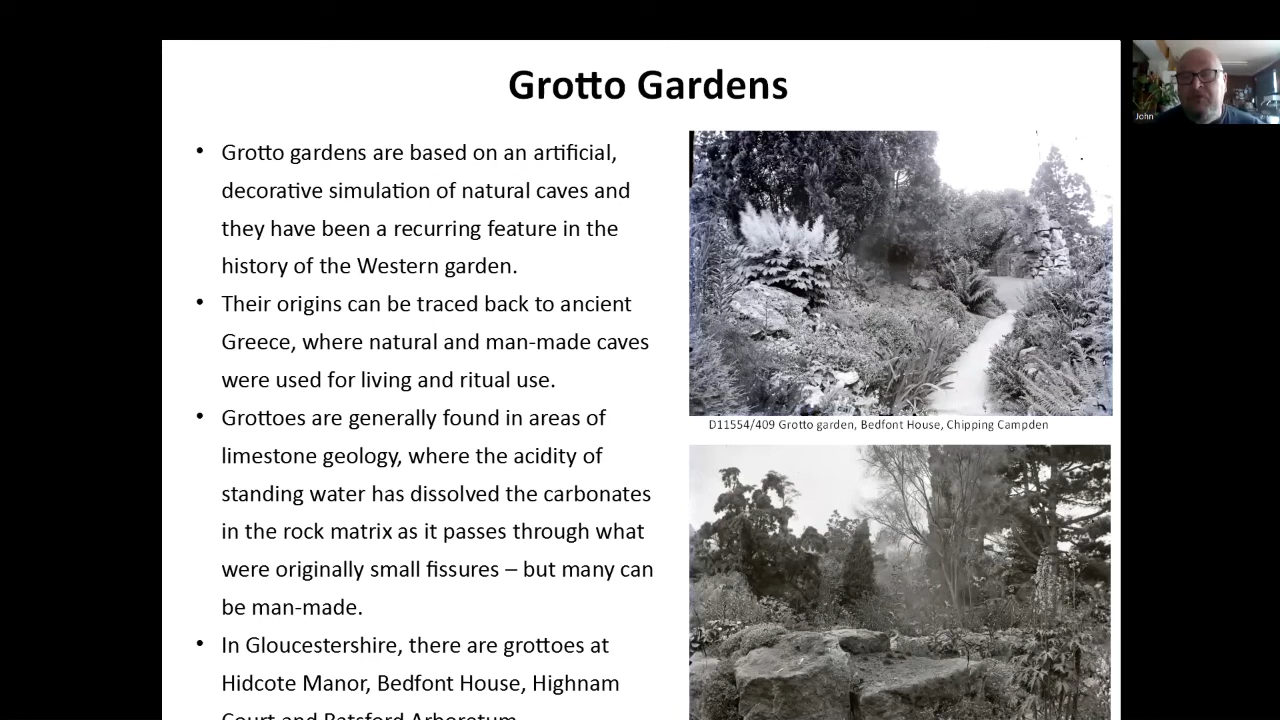 Grotto Gardens
John
• Grotto gardens are based on an artificial,
decorative simulation of natural caves and
they have been a recurring feature in the
history of the Western garden.
• Their origins can be traced back to ancient
Greece, where natural and man-made caves
were used for living and ritual use.
• Grottoes are generally found in areas of
limestone geology, where the acidity of
standing water has dissolved the carbonates
in the rock matrix as it passes through what
were originally small fissures – but many can
be man-made.
• In Gloucestershire, there are grottoes at
Hidcote Manor, Bedfont House, Highnam
Court and Batsford Arboretum
D11554/409 Grotto garden, Bedfont House, Chipping Campden